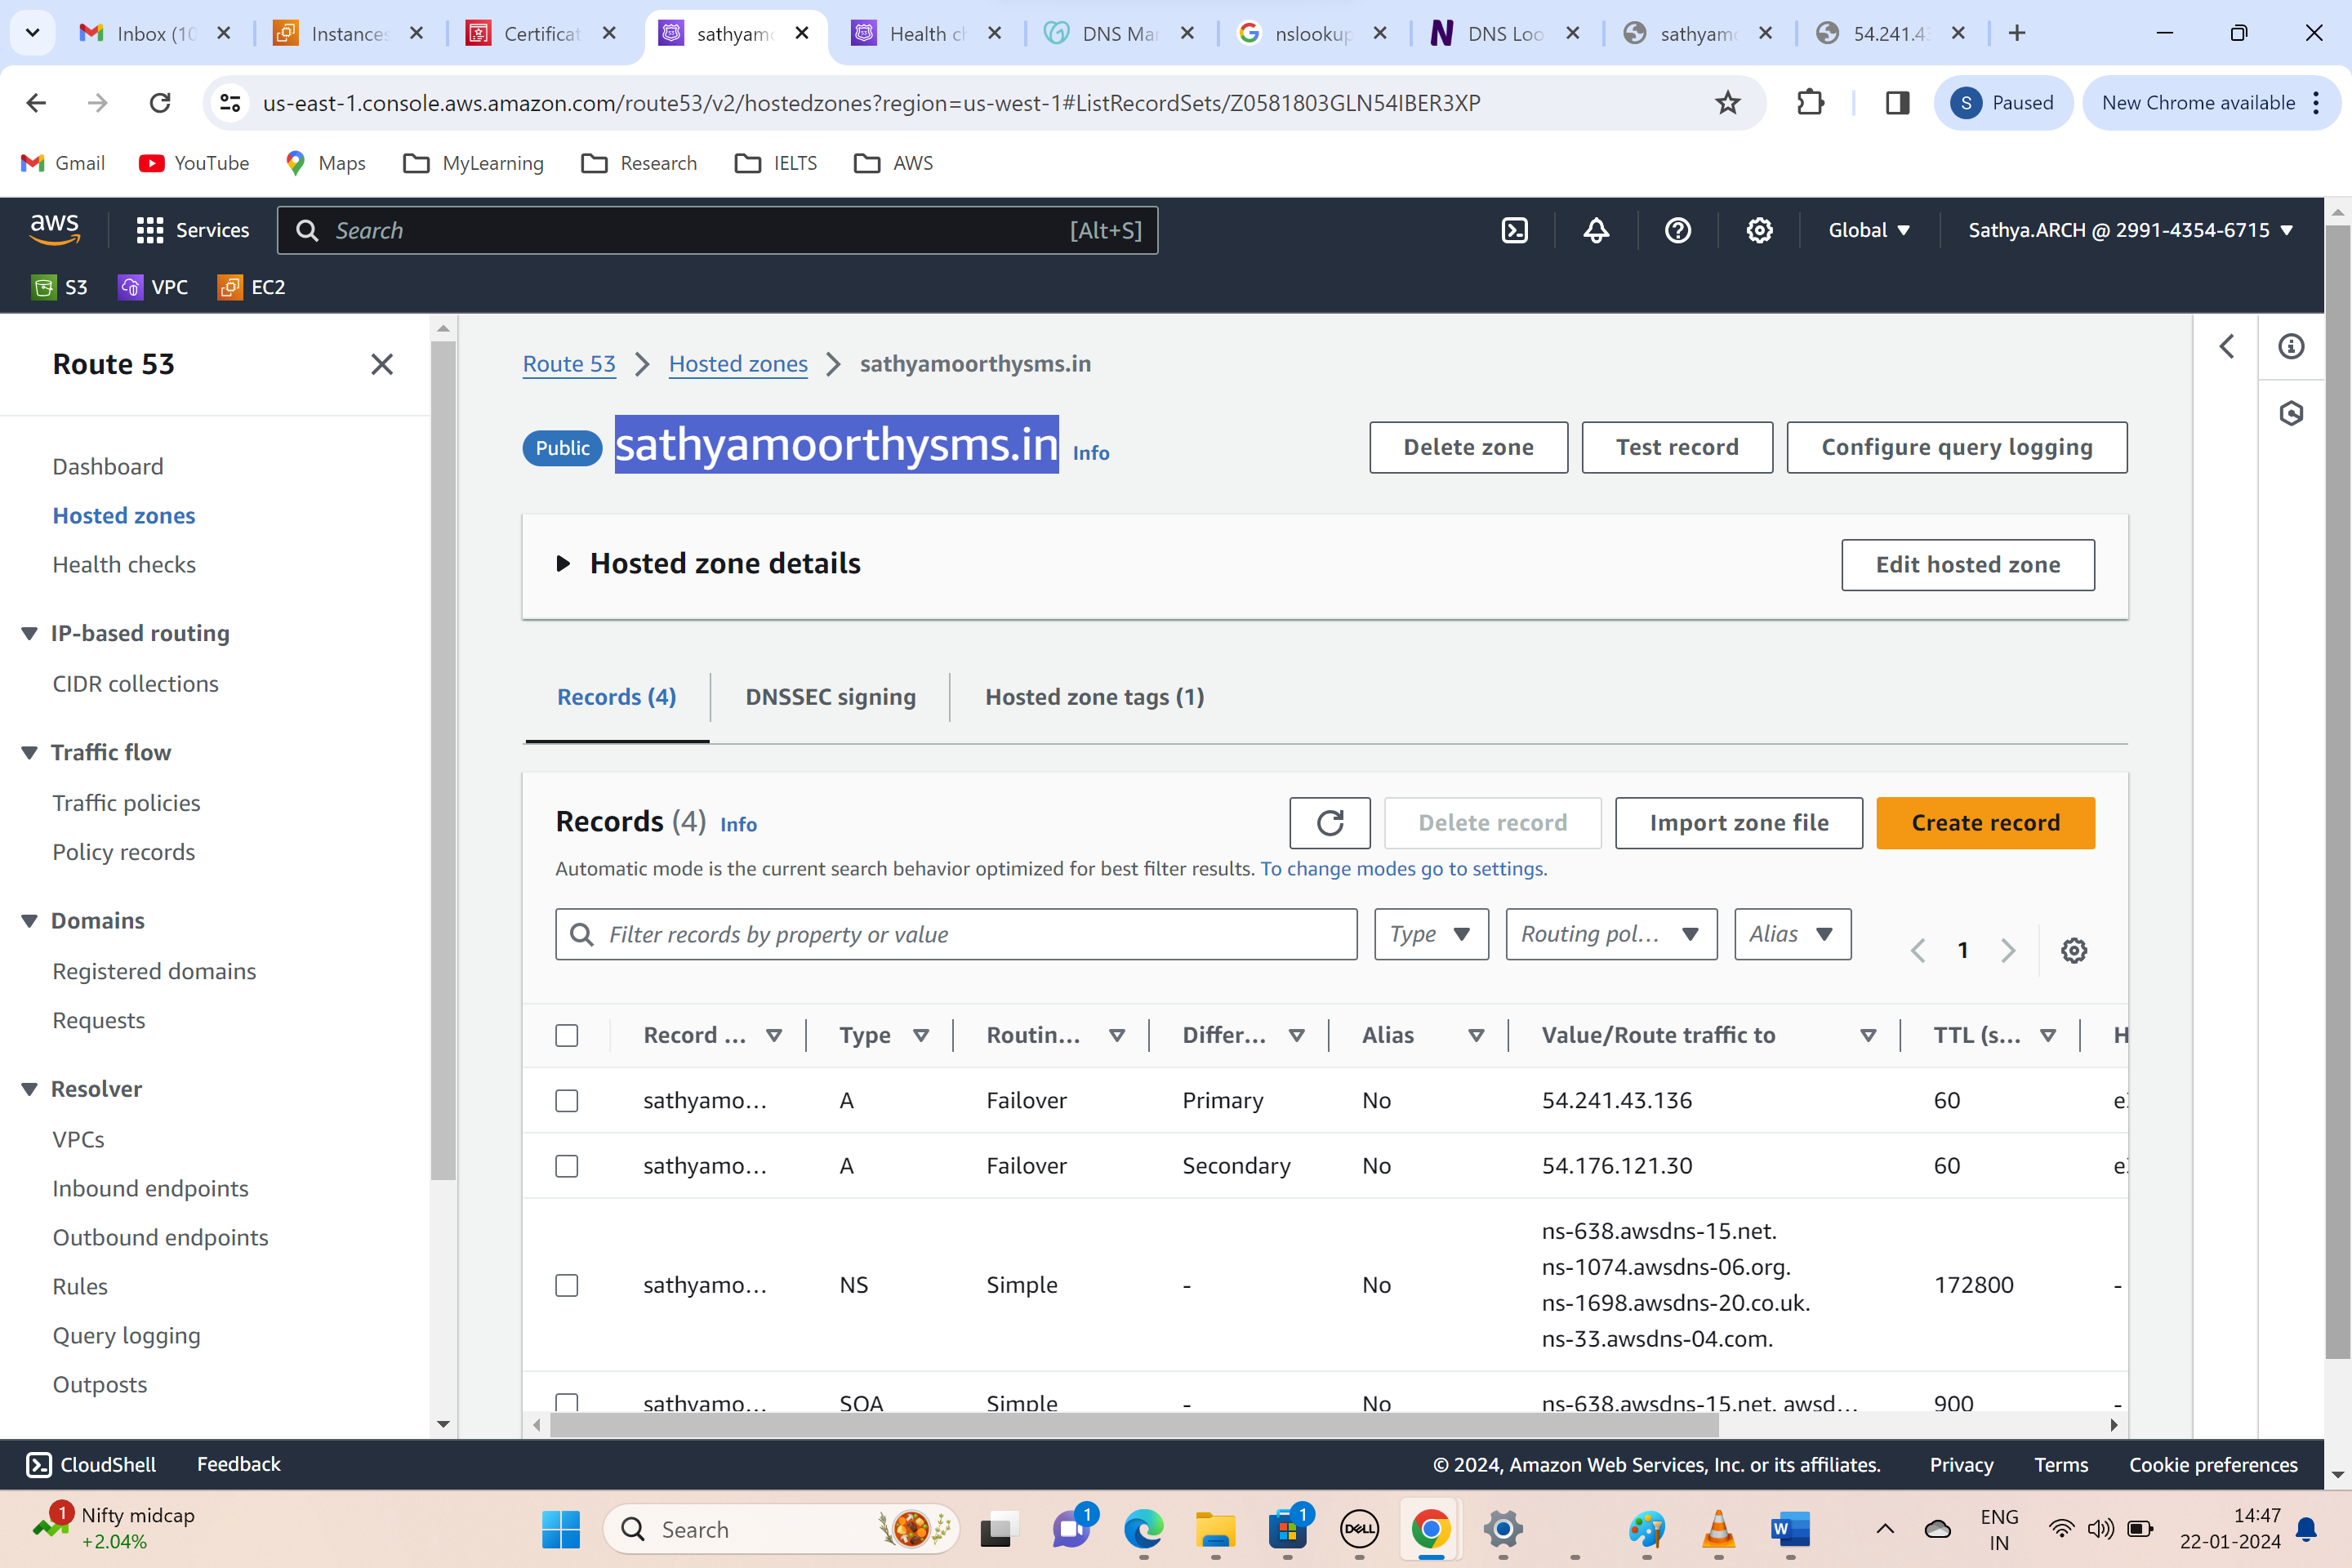 Inbox (10
Instances
Certificat
sathyamo
Health ch
DNS Mar
nslookup
DNS Loo
sathyamo
54.241.43
us-east-1.console.aws.amazon.com/route53/v2/hostedzones?region=us-west-1#ListRecordSets/Z0581803GLN54IBER3XP
S Paused
New Chrome available
Gmail YouTube Maps MyLearning Research IELTS AWS
aws Services Search [Alt+S] Global Sathya.ARCH @ 2991-4354-6715
S3 VPC EC2
Route 53
Dashboard
Hosted zones
Health checks
IP-based routing
CIDR collections
Traffic flow
Traffic policies
Policy records
Domains
Registered domains
Requests
Resolver
VPCs
Inbound endpoints
Outbound endpoints
Rules
Query logging
Outposts
Route 53 Hosted zones sathyamoorthysms.in
Public sathyamoorthysms.in Info Delete zone Test record Configure query logging
Hosted zone details Edit hosted zone
Records (4) DNSSEC signing Hosted zone tags (1)
Records (4) Info Delete record Import zone file Create record
Automatic mode is the current search behavior optimized for best filter results. To change modes go to settings.
Filter records by property or value Type Routing pol... Alias 1
Record ... Type Routin... Differ... Alias Value/Route traffic to TTL (s... H
sathyamo... A Failover Primary No 54.241.43.136 60 e
sathyamo... A Failover Secondary No 54.176.121.30 60 e
sathyamo... NS Simple - No ns-638.awsdns-15.net.
ns-1074.awsdns-06.org.
ns-1698.awsdns-20.co.uk.
ns-33.awsdns-04.com.
172800 -
sathyamo... SOA Simple - No ns-638.awsdns-15.net. awsd... 900 -
CloudShell Feedback © 2024, Amazon Web Services, Inc. or its affiliates. Privacy Terms Cookie preferences
1 Nifty midcap
+2.04%
Search
1
1
DELL
W
ENG
IN
14:47
22-01-2024